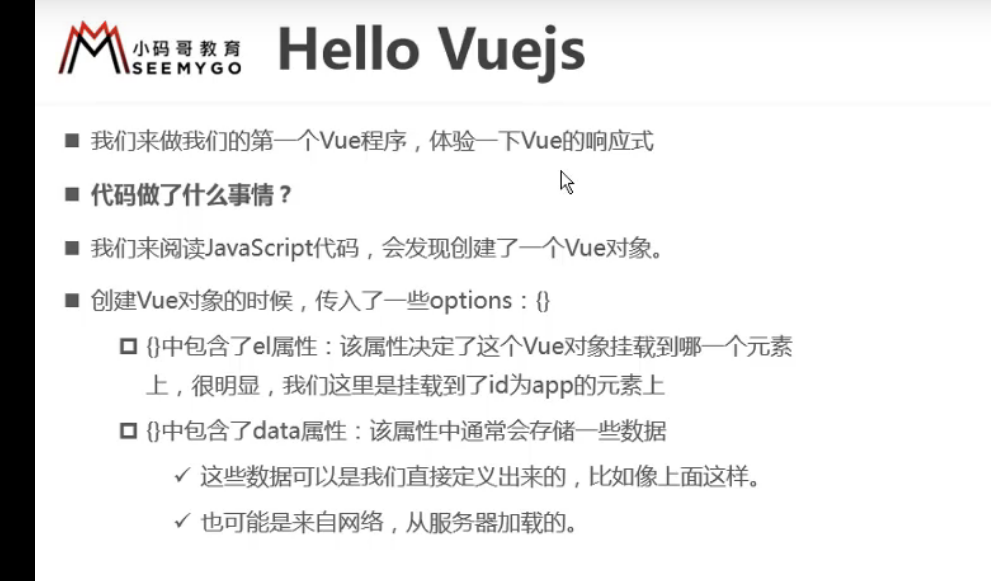 小码哥教育
SEEMYGO
Hello Vuejs
我们来做我们的第一个Vue程序，体验一下Vue的响应式
代码做了什么事情？
我们来阅读JavaScript代码，会发现创建了一个Vue对象。
创建Vue对象的时候，传入了一些options：{}
{}中包含了el属性：该属性决定了这个Vue对象挂载到哪一个元素
上，很明显，我们这里是挂载到了id为app的元素上
{}中包含了data属性：该属性中通常会存储一些数据
这些数据可以是我们直接定义出来的，比如像上面这样。
也可能是来自网络，从服务器加载的。